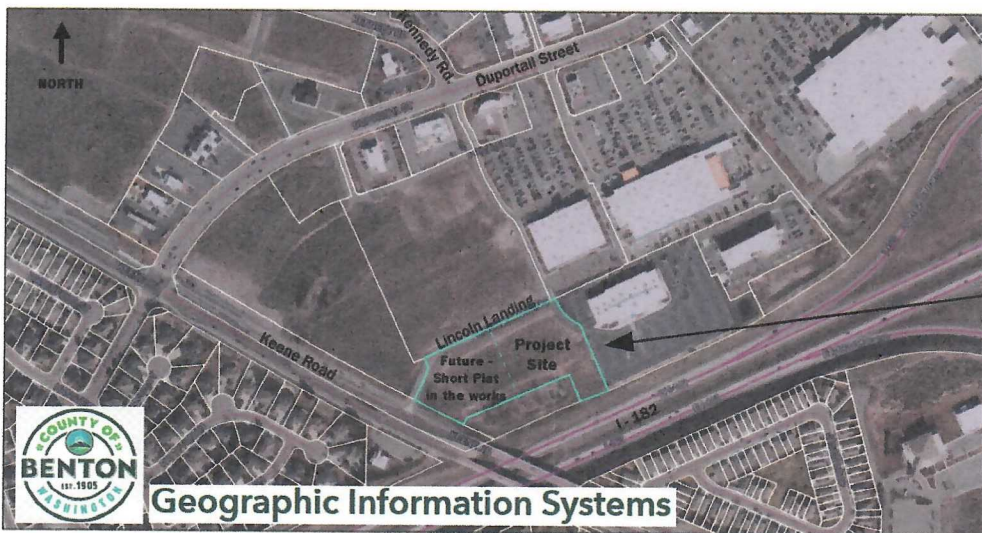 NORTH
Kennedy Rd.
Duportail Street
Lincoln Landing
Keene Road
Project
Site
Future -
Short Plat
in the works
I - 182
COUNTY OF
BENTON
EST. 1905
WASHINGTON
Geographic Information Systems